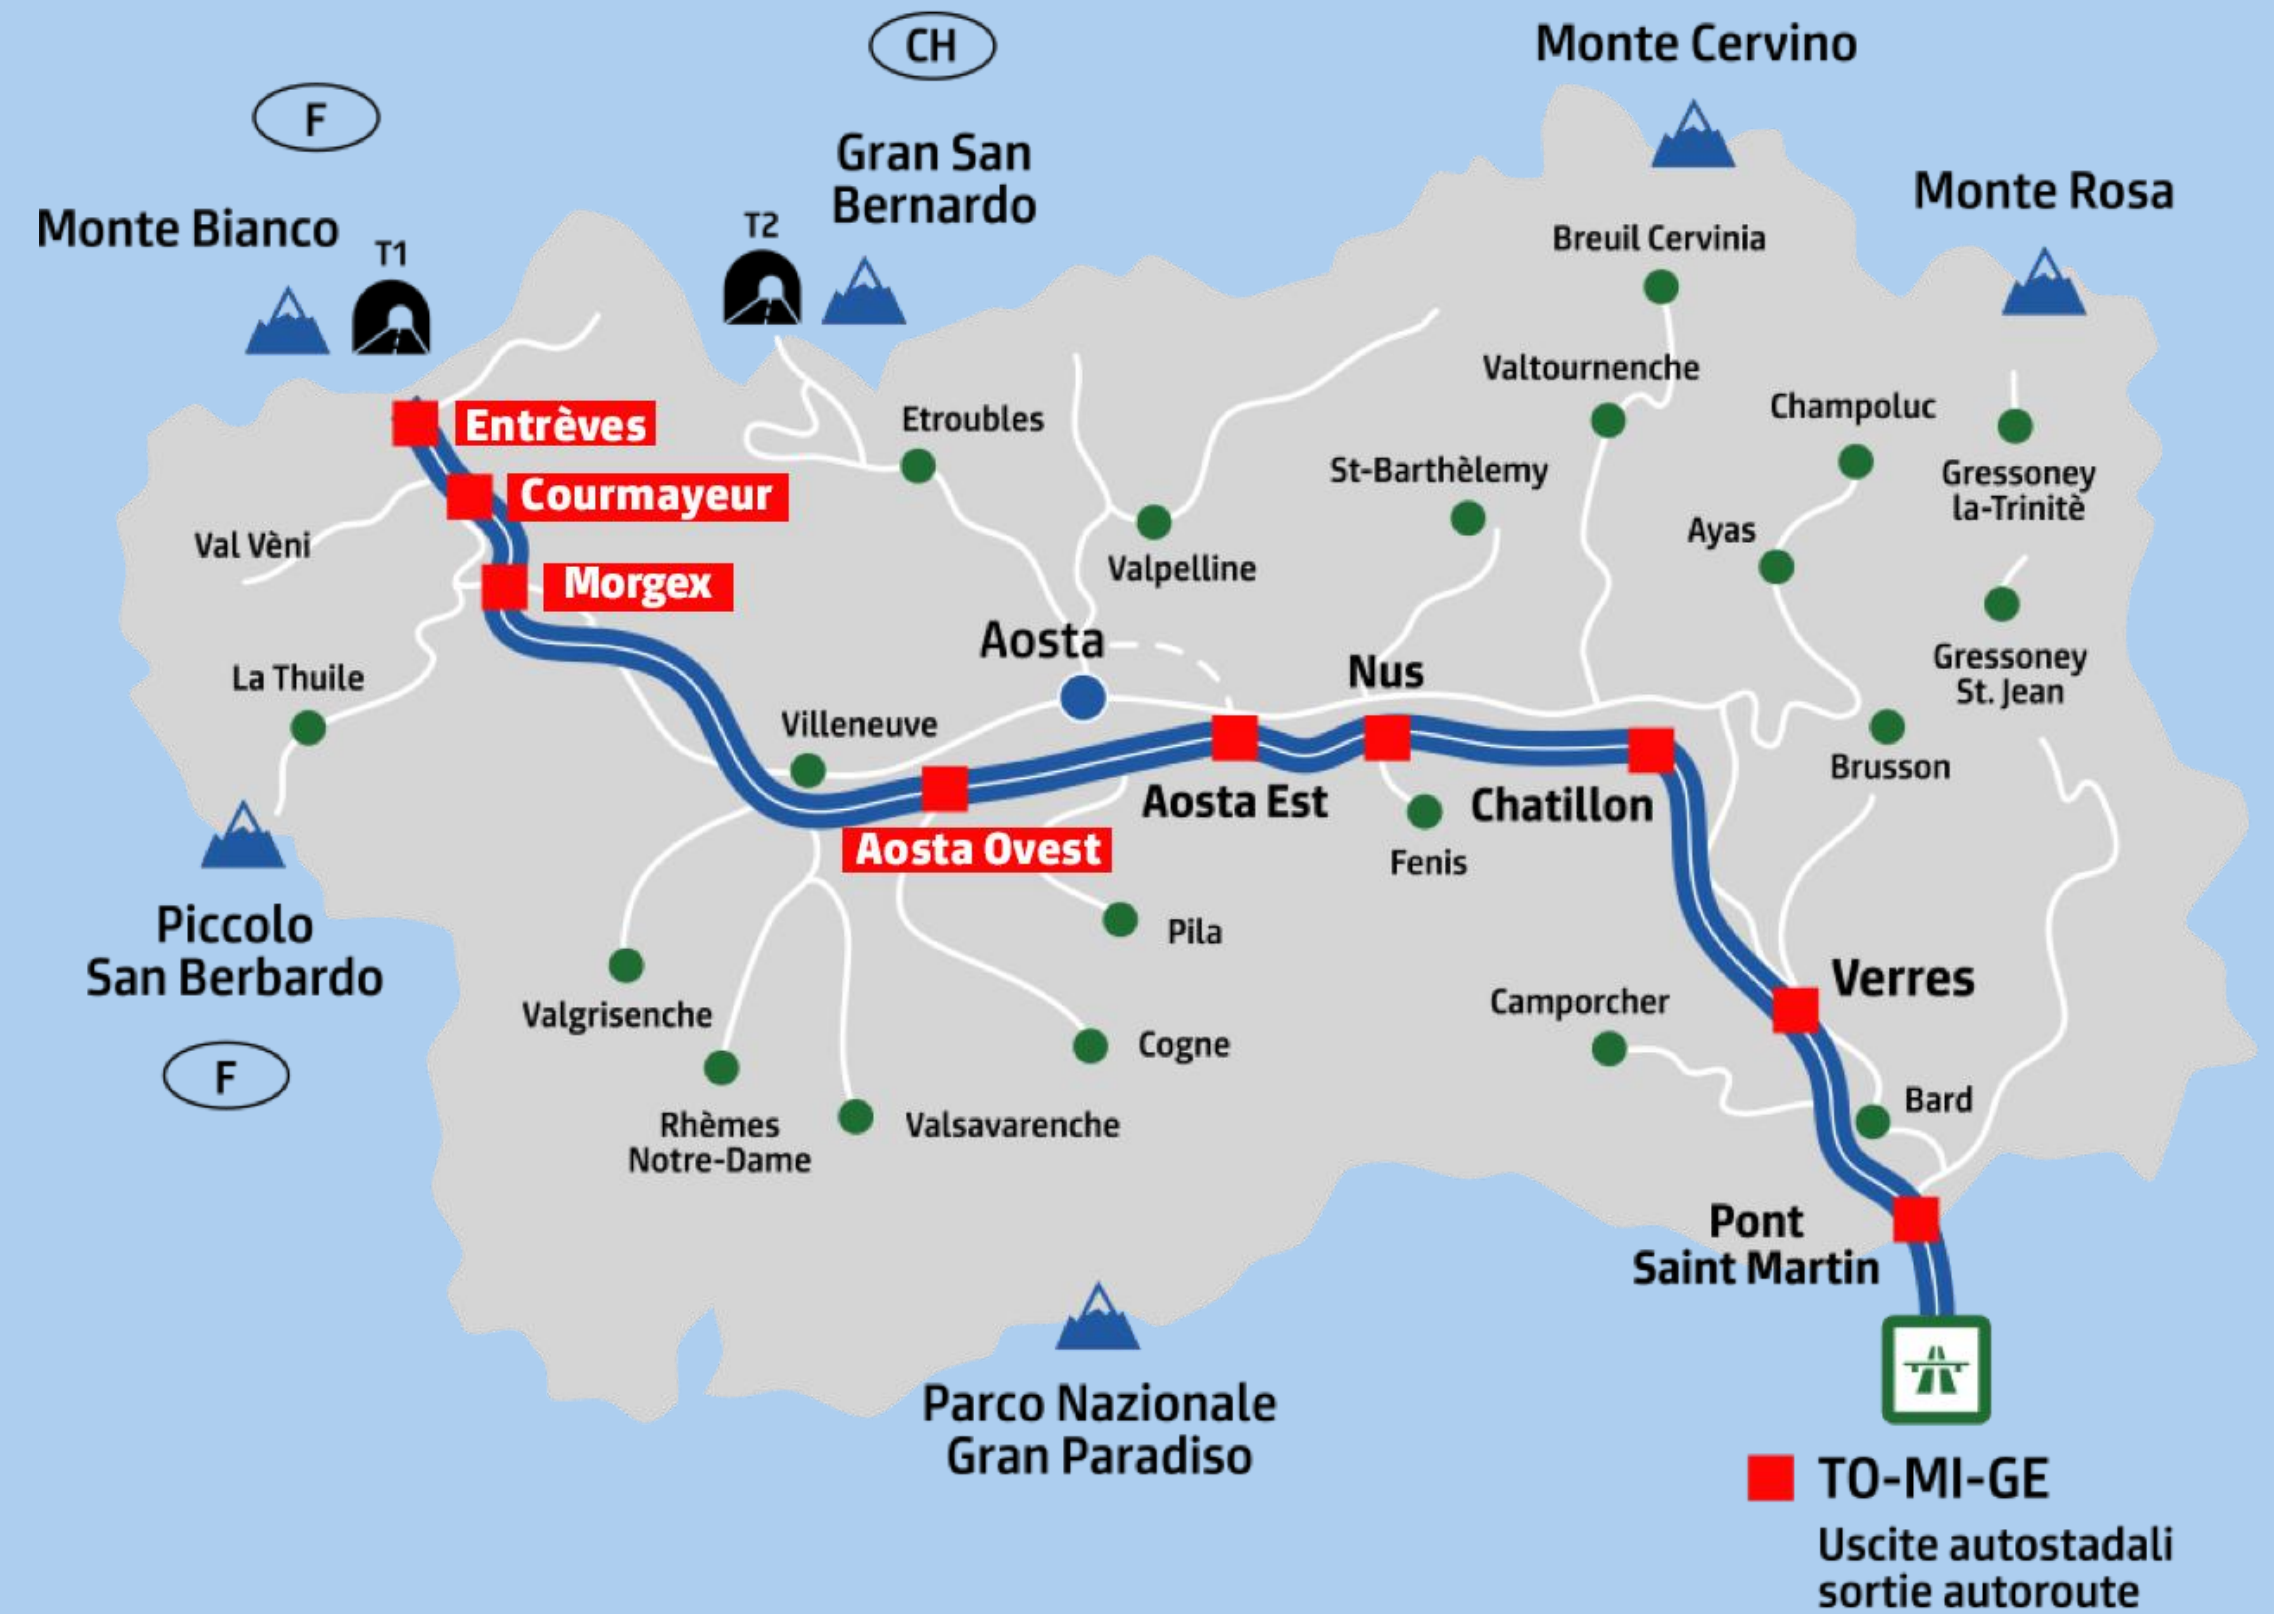 CH
Monte Cervino
F
Gran San
Bernardo
Monte Rosa
Monte Bianco
T1
T2
Breuil Cervinia
Valtournenche
Champoluc
Entrèves
Etroubles
St-Barthèlemy
Gressoney
la-Trinitè
Courmayeur
Val Vèni
Ayas
Valpelline
Morgex
Aosta
Nus
Gressoney
St. Jean
La Thuile
Villeneuve
Brusson
Aosta Est
Chatillon
Aosta Ovest
Fenis
Piccolo
San Berbardo
Pila
Verres
Valgrisenche
Camporcher
Cogne
F
Bard
Rhèmes
Notre-Dame
Valsavarenche
Pont
Saint Martin
Parco Nazionale
Gran Paradiso
TO-MI-GE
Uscite autostadali
sortie autoroute